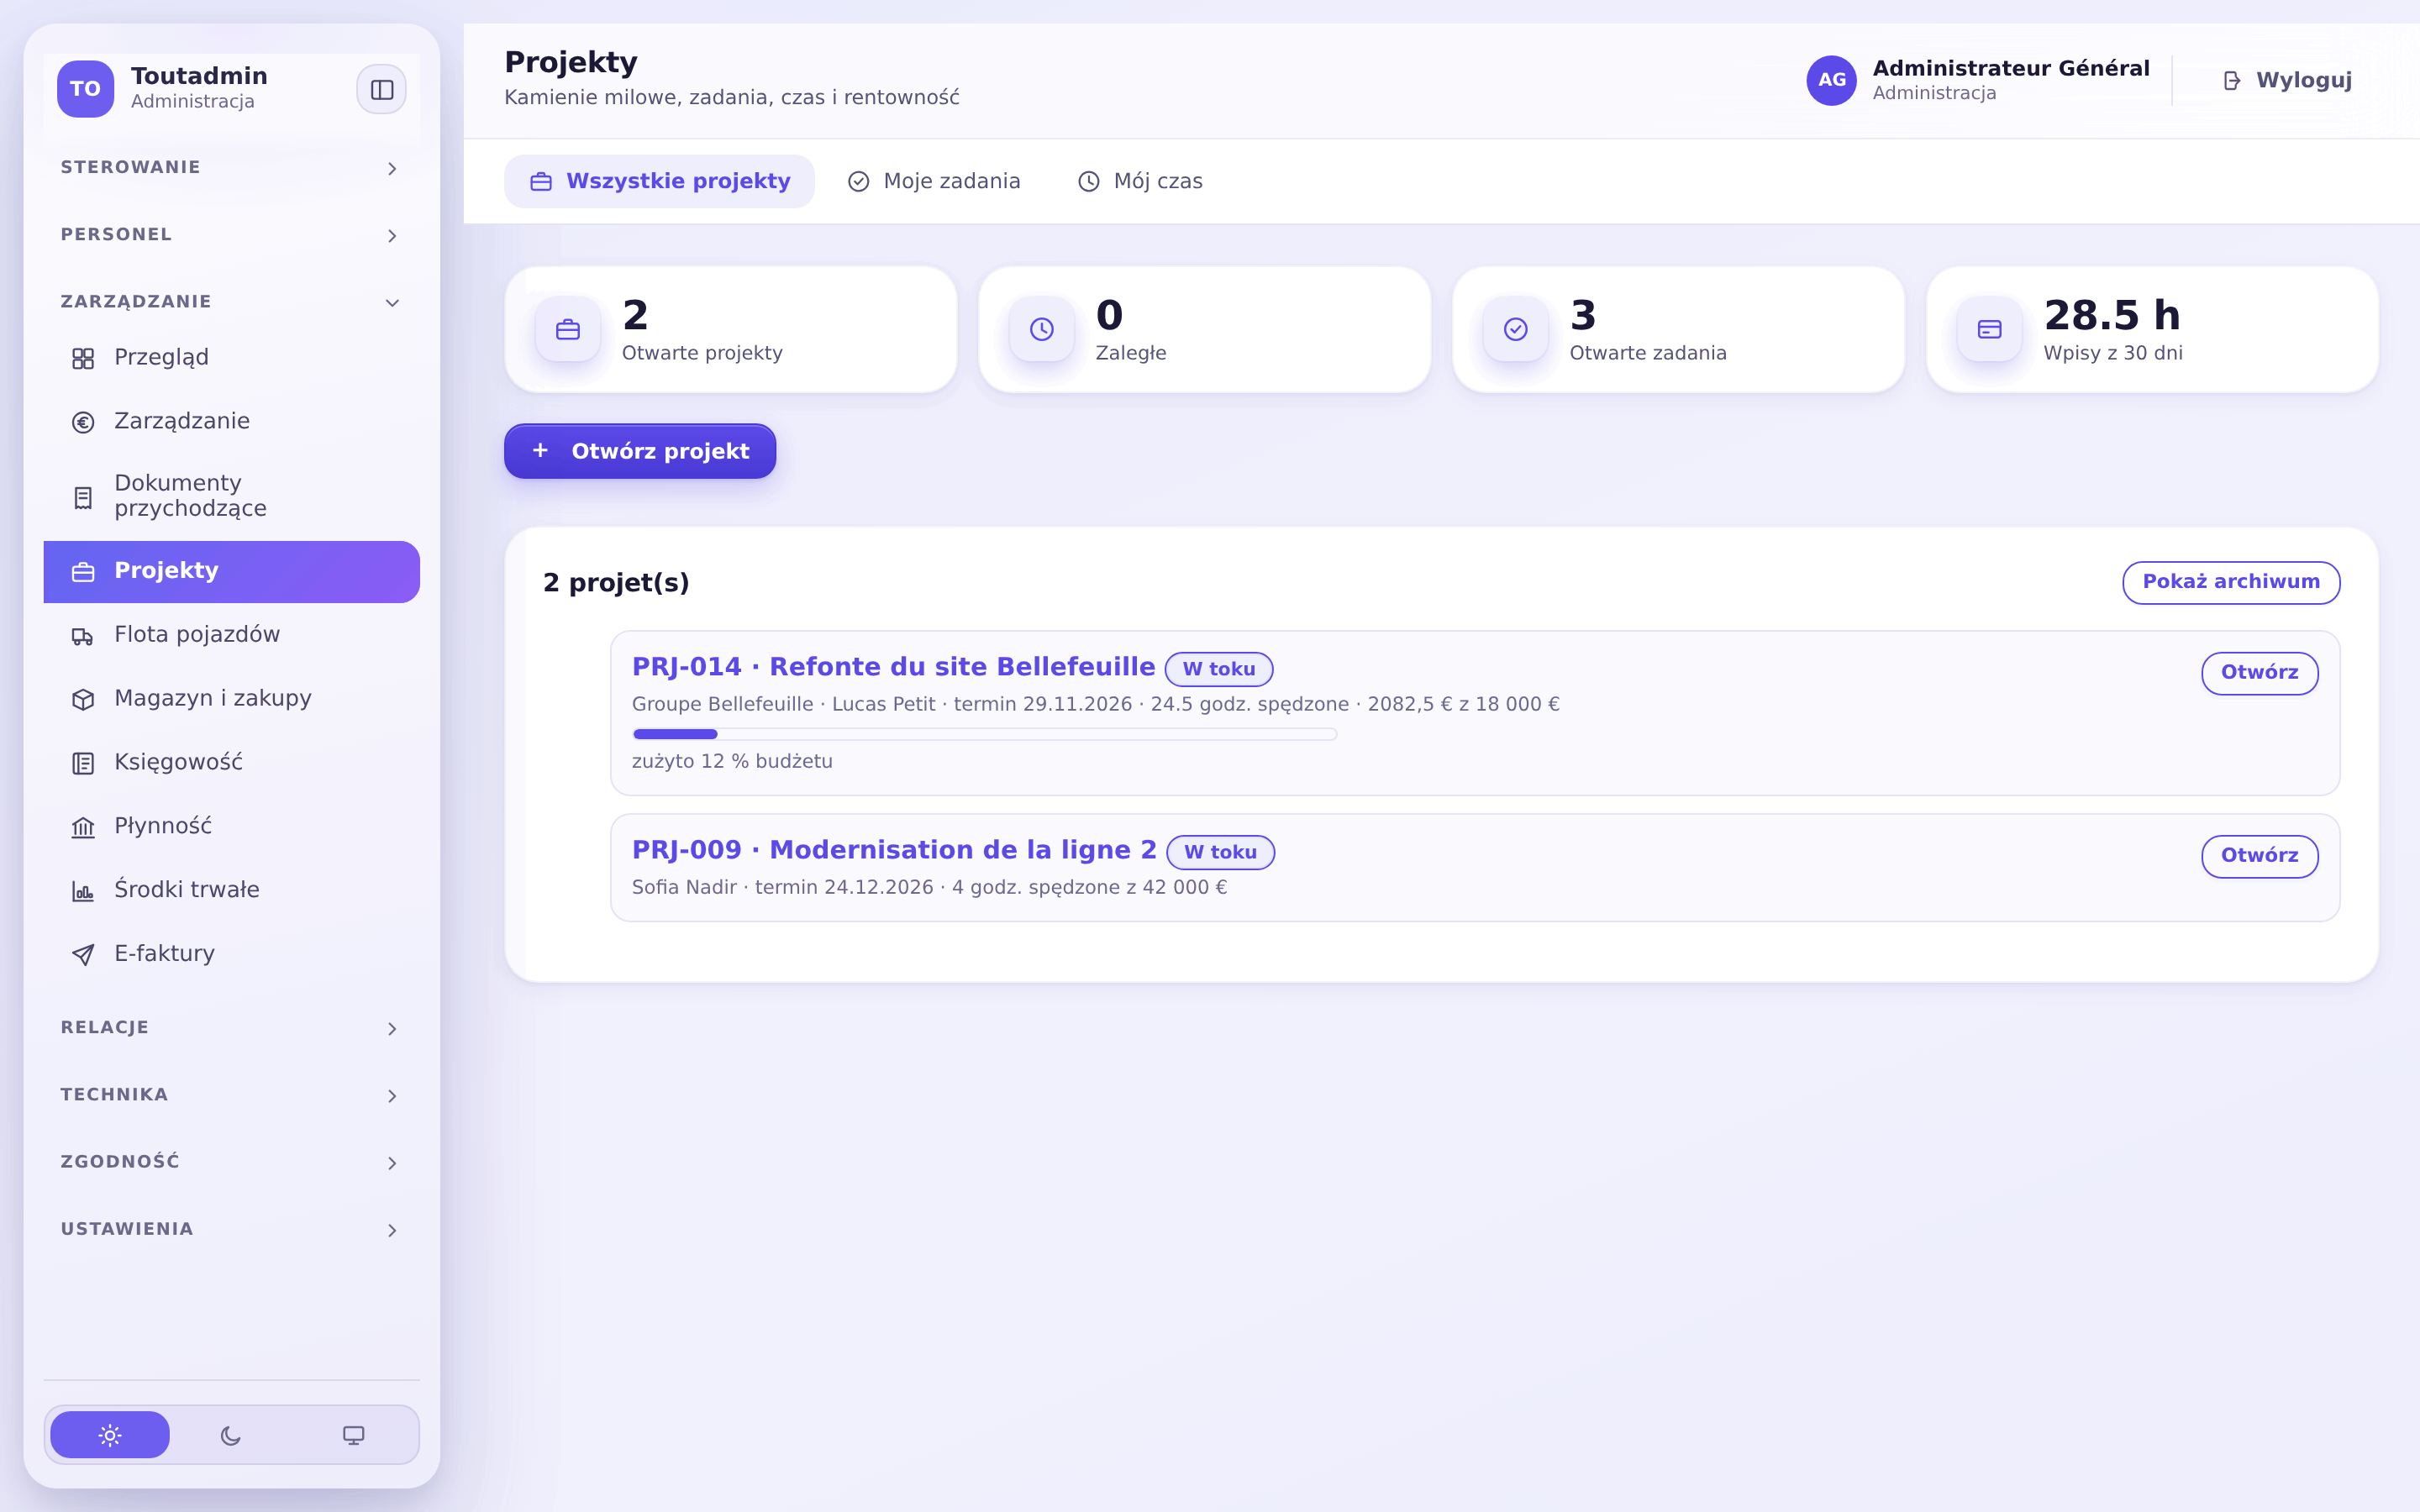 TO
Toutadmin
Administracja
STEROWANIE
PERSONEL
ZARZĄDZANIE
Przegląd
Zarządzanie
Dokumenty
przychodzące
Projekty
Flota pojazdów
Magazyn i zakupy
Księgowość
Płynność
Środki trwałe
E-faktury
RELACJE
TECHNIKA
ZGODNOŚĆ
USTAWIENIA
Projekty
Kamienie milowe, zadania, czas i rentowność
AG
Administrateur Général
Administracja
Wyloguj
Wszystkie projekty
Moje zadania
Mój czas
2
Otwarte projekty
0
Zaległe
3
Otwarte zadania
28.5 h
Wpisy z 30 dni
+ Otwórz projekt
2 projet(s)
Pokaż archiwum
PRJ-014 · Refonte du site Bellefeuille W toku
Otwórz
Groupe Bellefeuille · Lucas Petit · termin 29.11.2026 · 24.5 godz. spędzone · 2082,5 € z 18 000 €
zużyto 12 % budżetu
PRJ-009 · Modernisation de la ligne 2 W toku
Otwórz
Sofia Nadir · termin 24.12.2026 · 4 godz. spędzone z 42 000 €